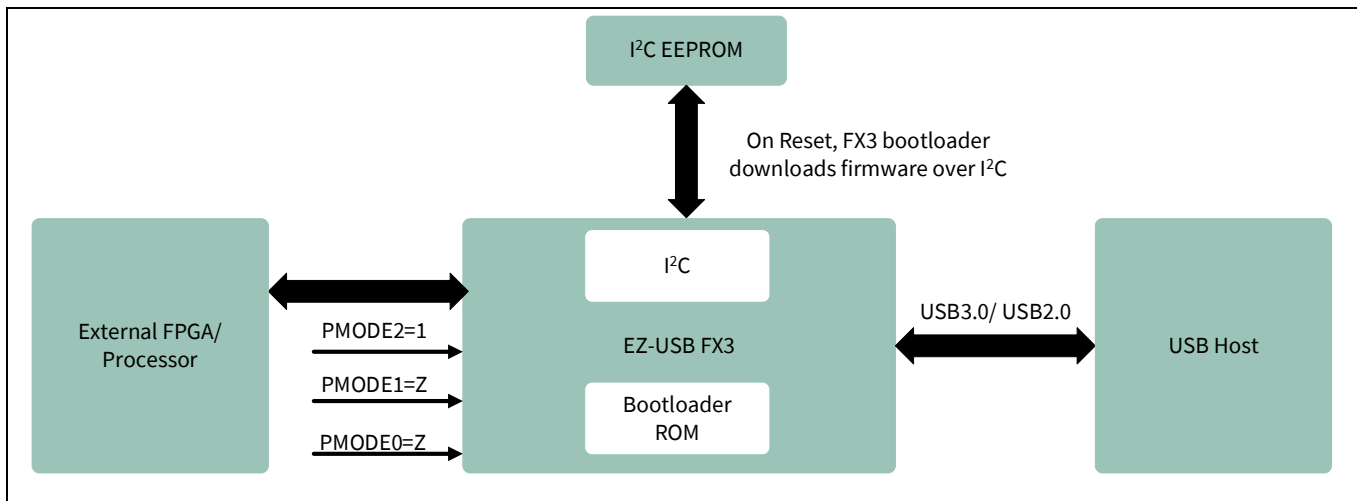 I²C EEPROM
On Reset, FX3 bootloader
downloads firmware over I²C
External FPGA/
Processor
PMODE2=1
PMODE1=Z
PMODE0=Z
I²C
EZ-USB FX3
Bootloader
ROM
USB3.0/ USB2.0
USB Host